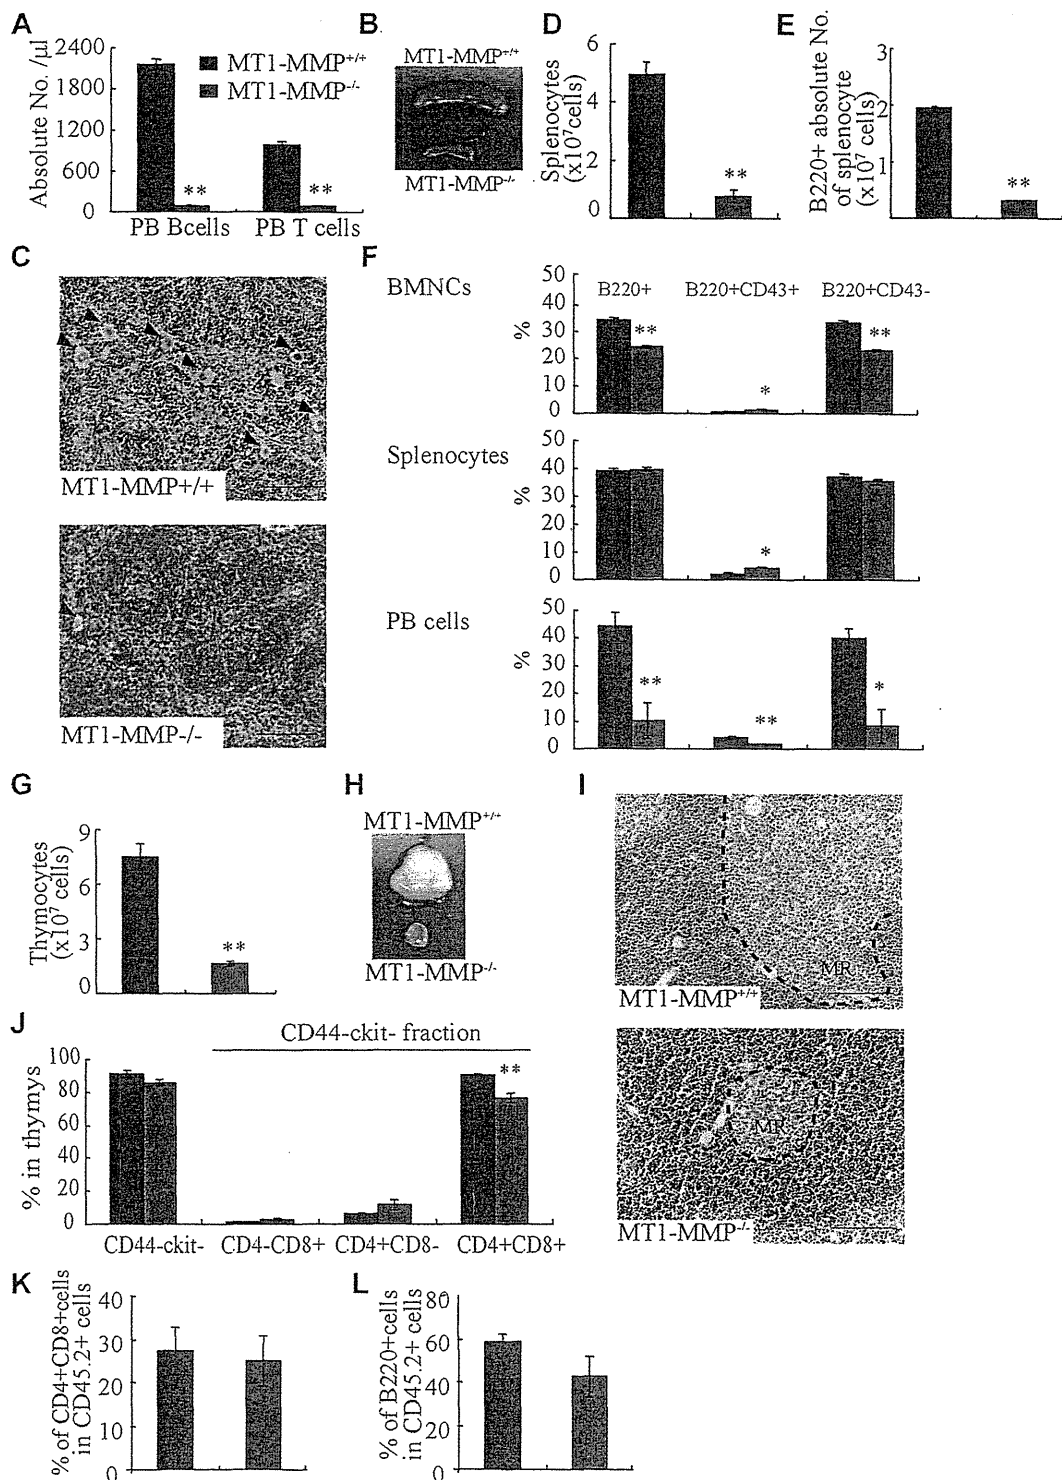 A
Absolute No. /μl
2400
1800
1200
600
0
MT1-MMP+/+
MT1-MMP-/-
**
**
PB Bcells
PB T cells
B
MT1-MMP+/+
MT1-MMP-/-
D
Splenocytes
(x10⁷cells)
6
4
2
0
**
E
B220+ absolute No.
of splenocyte
(x10⁷ cells)
3
2
1
0
**
C
MT1-MMP+/+
MT1-MMP-/-
F
BMNCs
%
50
40
30
20
10
0
B220+
B220+CD43+
B220+CD43-
**
*
**
Splenocytes
%
50
40
30
20
10
0
*
PB cells
%
50
40
30
20
10
0
**
**
*
G
Thymocytes
(x10⁷ cells)
9
6
3
0
**
H
MT1-MMP+/+
MT1-MMP-/-
I
MR
MT1-MMP+/+
MR
MT1-MMP-/-
J
CD44-ckit- fraction
% in thymys
100
80
60
40
20
0
**
CD44-ckit-
CD4-CD8+
CD4+CD8-
CD4+CD8+
K
% of CD4+CD8+cells
in CD45.2+ cells
40
30
20
10
0
L
% of B220+cells
in CD45.2+ cells
80
60
40
20
0